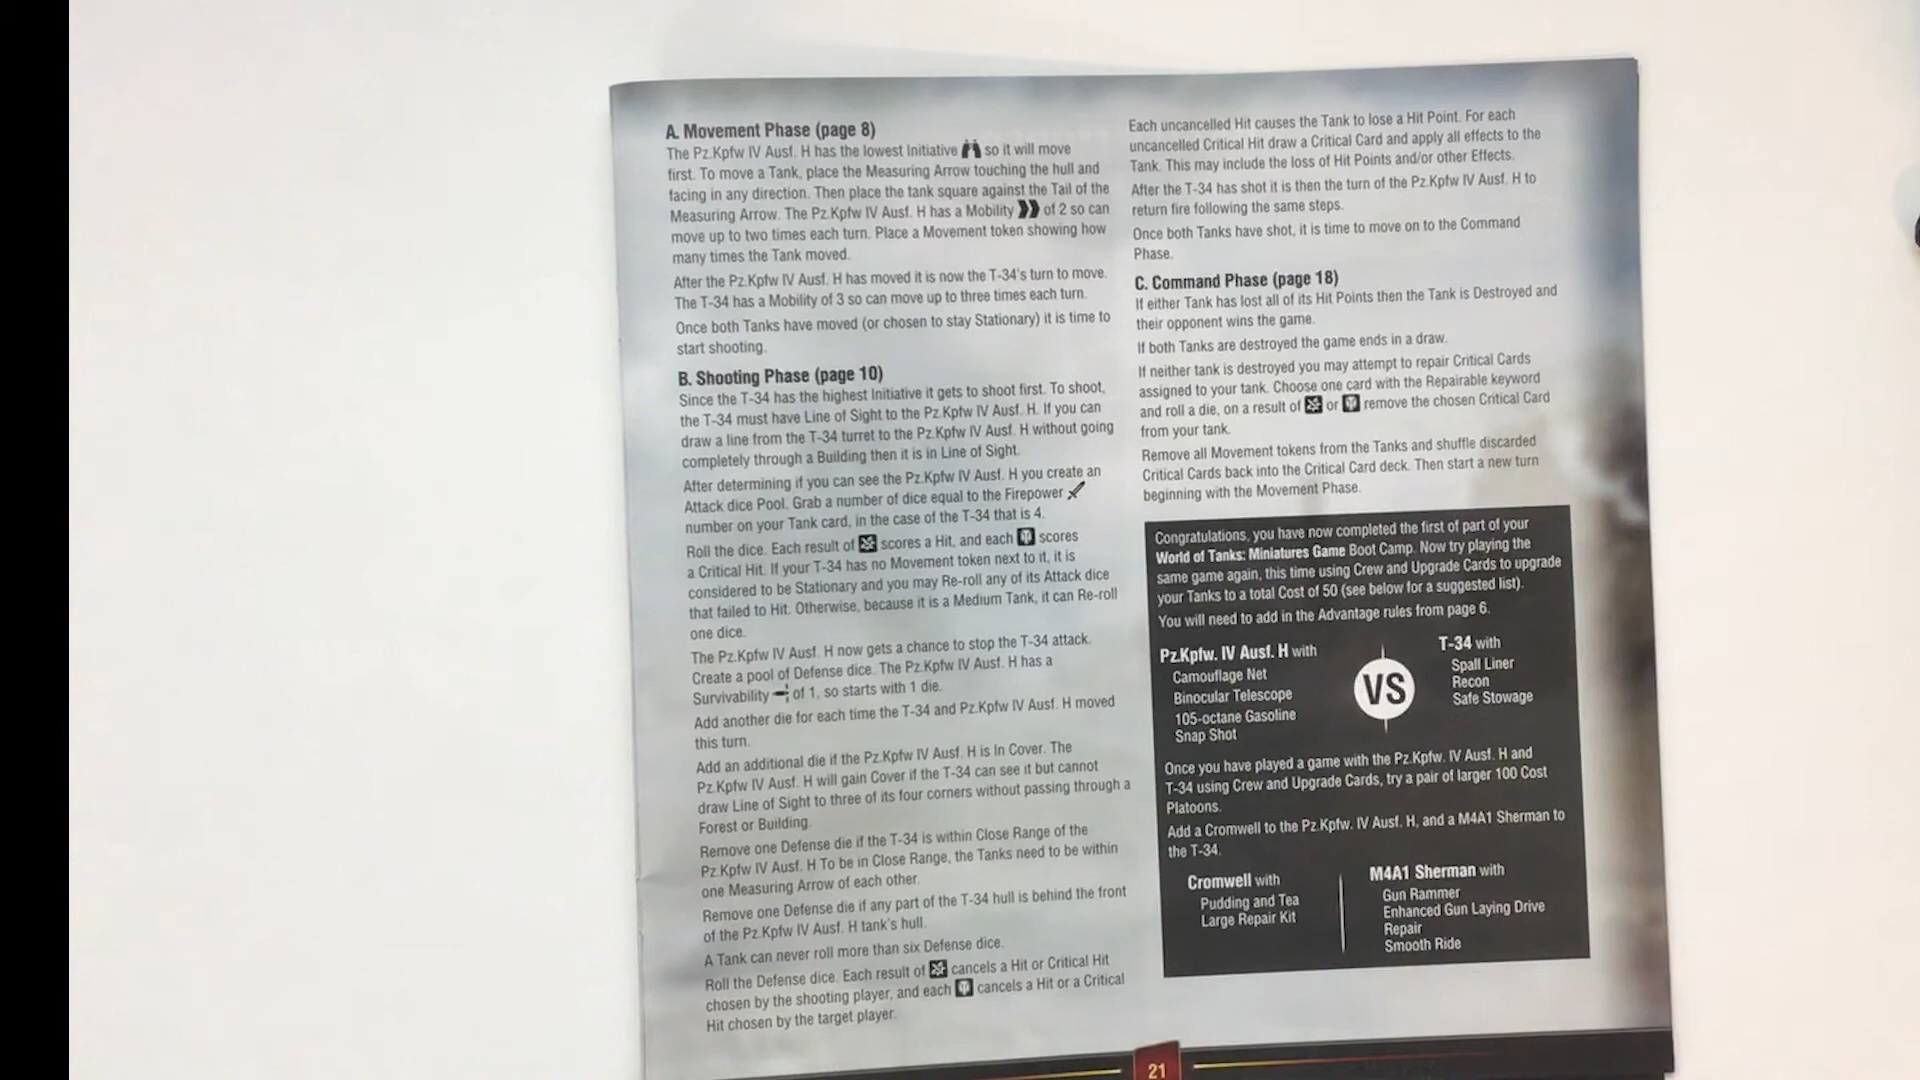 A. Movement Phase (page 8)
The Pz.Kpfw IV Ausf. H has the lowest Initiative so it will move
first. To move a Tank, place the Measuring Arrow touching the hull and
facing in any direction. Then place the tank square against the Tail of the
Measuring Arrow. The Pz.Kpfw IV Ausf. H has a Mobility of 2 so can
move up to two times each turn. Place a Movement token showing how
many times the Tank moved.
After the Pz.Kpfw IV Ausf. H has moved it is now the T-34's turn to move.
The T-34 has a Mobility of 3 so can move up to three times each turn.
Once both Tanks have moved (or chosen to stay Stationary) it is time to
start shooting.
B. Shooting Phase (page 10)
Since the T-34 has the highest Initiative it gets to shoot first. To shoot,
the T-34 must have Line of Sight to the Pz.Kpfw IV Ausf. H. If you can
draw a line from the T-34 turret to the Pz.Kpfw IV Ausf. H without going
completely through a Building then it is in Line of Sight.
After determining if you can see the Pz.Kpfw IV Ausf. H you create an
Attack dice Pool. Grab a number of dice equal to the Firepower
number on your Tank card, in the case of the T-34 that is 4.
Roll the dice. Each result of scores a Hit, and each scores
a Critical Hit. If your T-34 has no Movement token next to it, it is
considered to be Stationary and you may Re-roll any of its Attack dice
that failed to Hit. Otherwise, because it is a Medium Tank, it can Re-roll
one dice.
The Pz.Kpfw IV Ausf. H now gets a chance to stop the T-34 attack.
Create a pool of Defense dice. The Pz.Kpfw IV Ausf. H has a
Survivability of 1, so starts with 1 die.
Add another die for each time the T-34 and Pz.Kpfw IV Ausf. H moved
this turn.
Add an additional die if the Pz.Kpfw IV Ausf. H is In Cover. The
Pz.Kpfw IV Ausf. H will gain Cover if the T-34 can see it but cannot
draw Line of Sight to three of its four corners without passing through a
Forest or Building.
Remove one Defense die if the T-34 is within Close Range of the
Pz.Kpfw IV Ausf. H To be in Close Range, the Tanks need to be within
one Measuring Arrow of each other.
Remove one Defense die if any part of the T-34 hull is behind the front
of the Pz.Kpfw IV Ausf. H tank's hull.
A Tank can never roll more than six Defense dice.
Roll the Defense dice. Each result of cancels a Hit or Critical Hit
chosen by the shooting player, and each cancels a Hit or a Critical
Hit chosen by the target player.
Each uncancelled Hit causes the Tank to lose a Hit Point. For each
uncancelled Critical Hit draw a Critical Card and apply all effects to the
Tank. This may include the loss of Hit Points and/or other Effects.
After the T-34 has shot it is then the turn of the Pz.Kpfw IV Ausf. H to
return fire following the same steps.
Once both Tanks have shot, it is time to move on to the Command
Phase.
C. Command Phase (page 18)
If either Tank has lost all of its Hit Points then the Tank is Destroyed and
their opponent wins the game.
If both Tanks are destroyed the game ends in a draw.
If neither tank is destroyed you may attempt to repair Critical Cards
assigned to your tank. Choose one card with the Repairable keyword
and roll a die, on a result of or remove the chosen Critical Card
from your tank.
Remove all Movement tokens from the Tanks and shuffle discarded
Critical Cards back into the Critical Card deck. Then start a new turn
beginning with the Movement Phase.
Congratulations, you have now completed the first of part of your
World of Tanks: Miniatures Game Boot Camp. Now try playing the
same game again, this time using Crew and Upgrade Cards to upgrade
your Tanks to a total Cost of 50 (see below for a suggested list).
You will need to add in the Advantage rules from page 6.
Pz.Kpfw. IV Ausf. H with
Camouflage Net
Binocular Telescope
105-octane Gasoline
Snap Shot
VS
T-34 with
Spall Liner
Recon
Safe Stowage
Once you have played a game with the Pz.Kpfw. IV Ausf. H and
T-34 using Crew and Upgrade Cards, try a pair of larger 100 Cost
Platoons.
Add a Cromwell to the Pz.Kpfw. IV Ausf. H, and a M4A1 Sherman to
the T-34.
Cromwell with
Pudding and Tea
Large Repair Kit
M4A1 Sherman with
Gun Rammer
Enhanced Gun Laying Drive
Repair
Smooth Ride
21